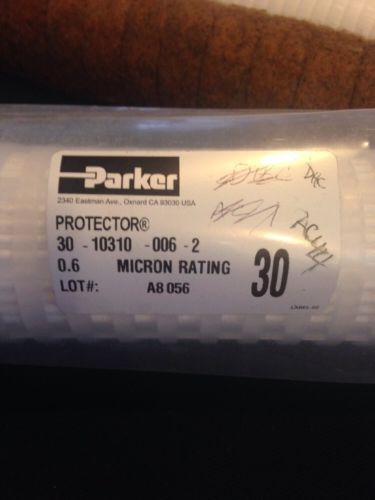 Parker
2340 Eastman Ave., Oxnard CA 93030 USA
PROTECTOR®
30 - 10310 - 006 - 2
0.6 MICRON RATING
LOT#: A8 056
30